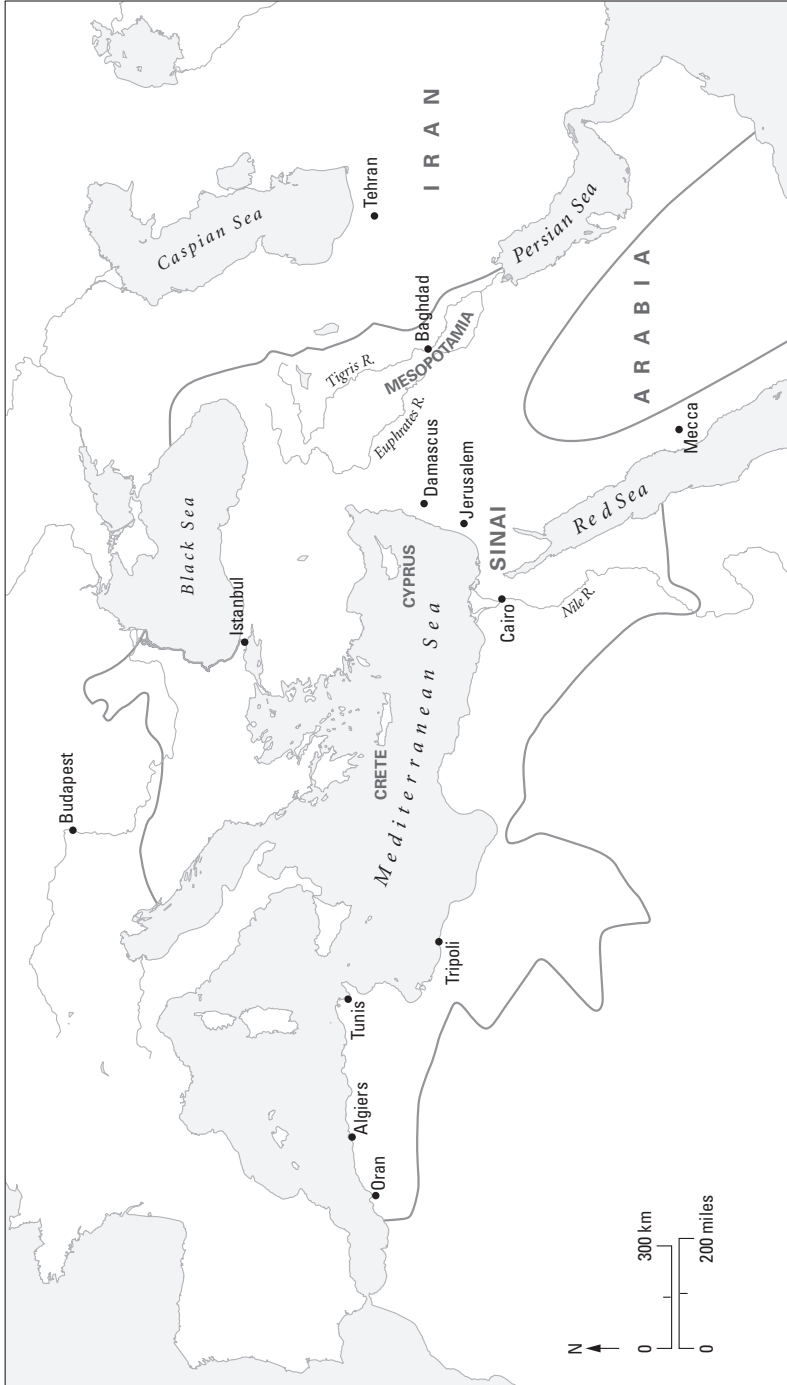 Budapest
Black Sea
Istanbul
Caspian Sea
Tehran
IRAN
Tigris R.
Baghdad
MESOPOTAMIA
Euphrates R.
Persian Sea
Damascus
Jerusalem
CYPRUS
CRETE
Mediterranean Sea
SINAI
Cairo
Nile R.
Red Sea
ARABIA
Mecca
Oran
Algiers
Tunis
Tripoli
N
0 300 km
0 200 miles